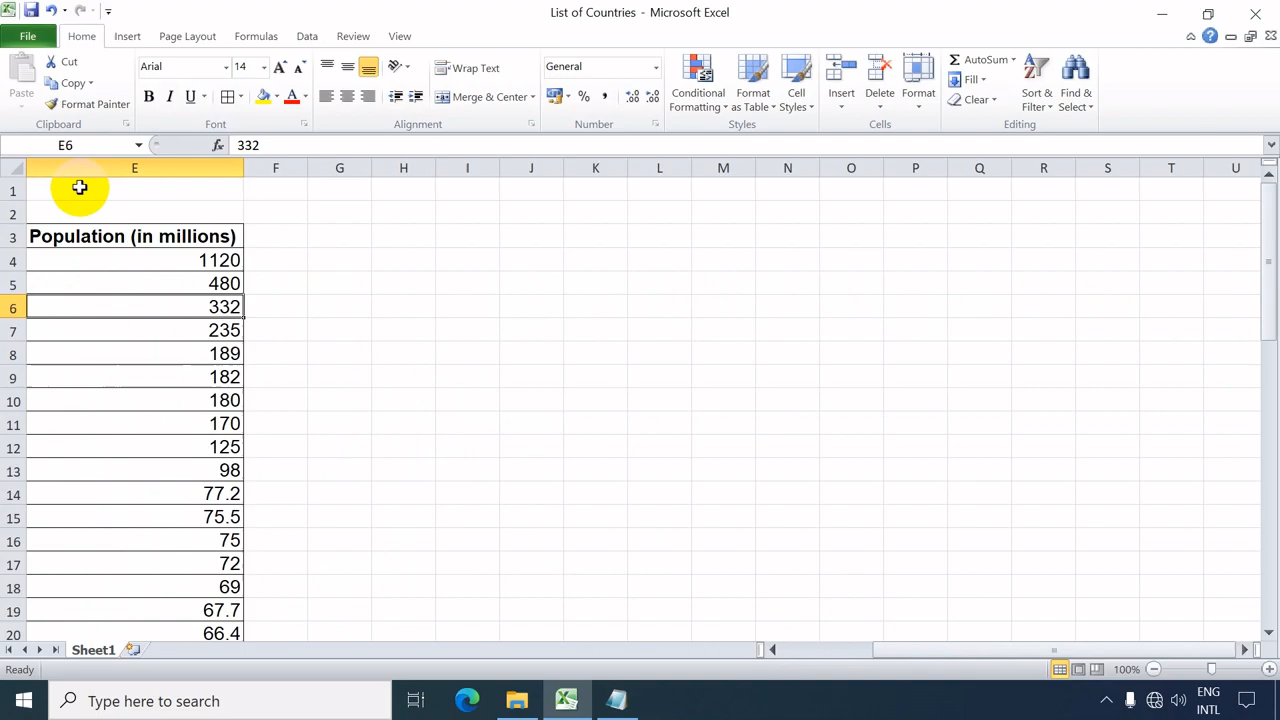 List of Countries - Microsoft Excel
File Home Insert Page Layout Formulas Data Review View
Paste
Cut
Copy
Format Painter
Clipboard
Arial 14 A A
B I U A
Font
Wrap Text
Merge & Center
Alignment
General
% ,
Number
Conditional Formatting
Format as Table
Cell Styles
Styles
Insert Delete Format
Cells
AutoSum
Fill
Clear
Sort & Filter
Find & Select
Editing
E6 fx 332
E F G H I J K L M N O P Q R S T U
1
2
3 Population (in millions)
4 1120
5 480
6 332
7 235
8 189
9 182
10 180
11 170
12 125
13 98
14 77.2
15 75.5
16 75
17 72
18 69
19 67.7
20 66.4
Sheet1
Ready 100%
Type here to search ENG
INTL